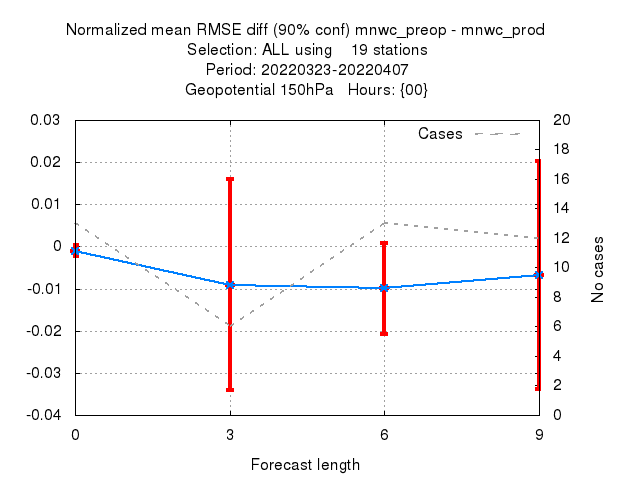 Normalized mean RMSE diff (90% conf) mnwc_preop - mnwc_prod
Selection: ALL using    19 stations
Period: 20220323-20220407
Geopotential 150hPa   Hours: {00}
Cases
0.03
0.02
0.01
0
-0.01
-0.02
-0.03
-0.04
20
18
16
14
12
10
8
6
4
2
0
No cases
0 3 6 9
Forecast length